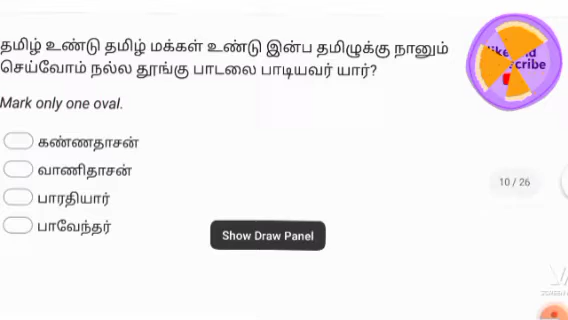 தமிழ் உண்டு தமிழ் மக்கள் உண்டு இன்ப தமிழுக்கு நானும்
செய்வோம் நல்ல தூங்கு பாடலை பாடியவர் யார்?
Mark only one oval.
கண்ணதாசன்
வாணிதாசன்
பாரதியார்
பாவேந்தர்
10 / 26
Show Draw Panel